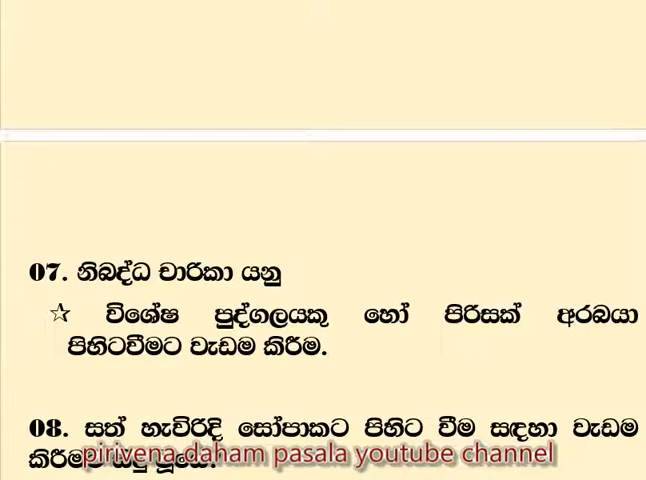 07. නිබද්ධ චාරිකා යනු
☆ විශේෂ පුද්ගලයකු හෝ පිරිසක් අරබයා
පිහිටවීමට වැඩම කිරීම.
08. සත් හැවිරිදි සෝපාකට පිහිට වීම සඳහා වැඩම
pirivena daham pasala youtube channel